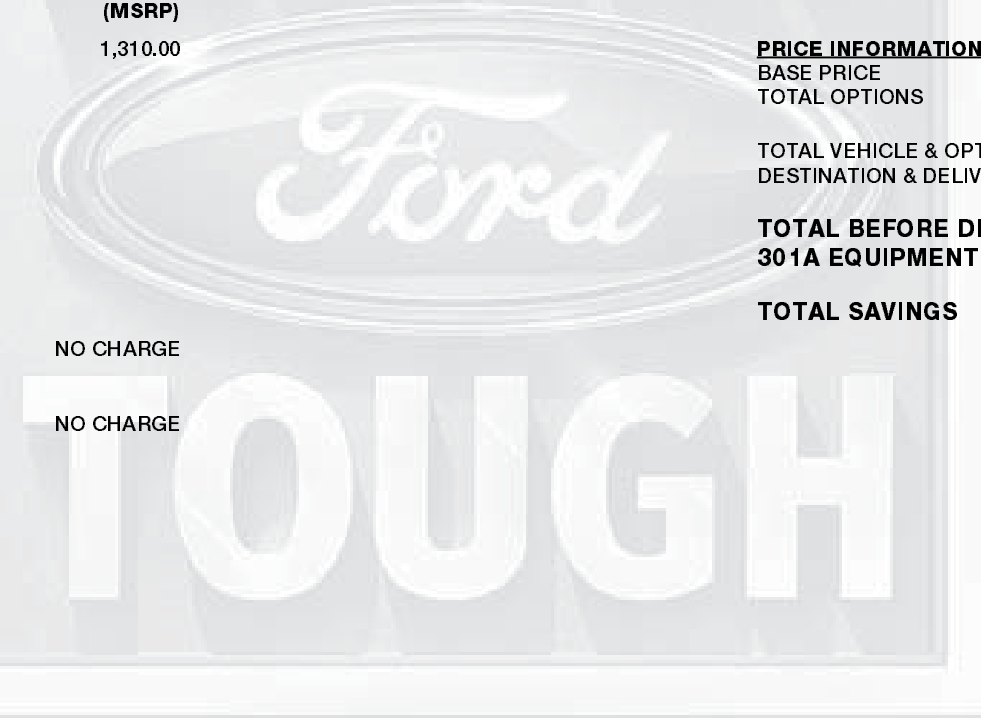 (MSRP)
1,310.00
NO CHARGE
NO CHARGE
PRICE INFORMATION
BASE PRICE
TOTAL OPTIONS
TOTAL VEHICLE & OPT
DESTINATION & DELIV
TOTAL BEFORE DI
301A EQUIPMENT
TOTAL SAVINGS
Ford
TOUGH